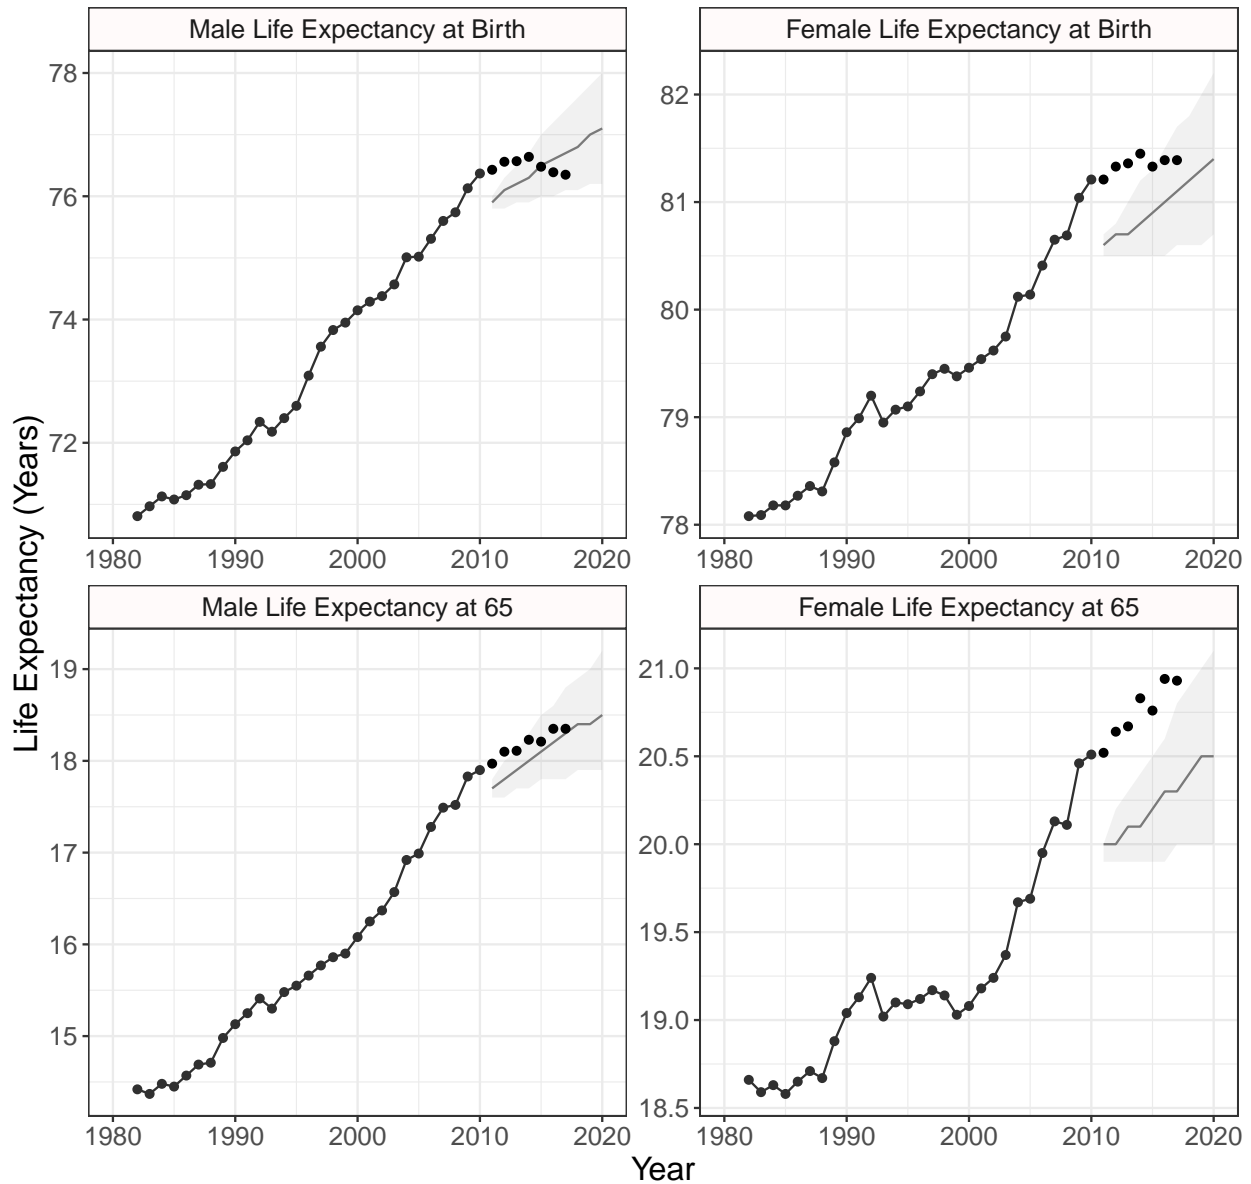 Male Life Expectancy at Birth
Female Life Expectancy at Birth
78
76
74
72
1980 1990 2000 2010 2020
82
81
80
79
78
1980 1990 2000 2010 2020
Life Expectancy (Years)
Male Life Expectancy at 65
Female Life Expectancy at 65
19
18
17
16
15
1980 1990 2000 2010 2020
21.0
20.5
20.0
19.5
19.0
18.5
1980 1990 2000 2010 2020
Year